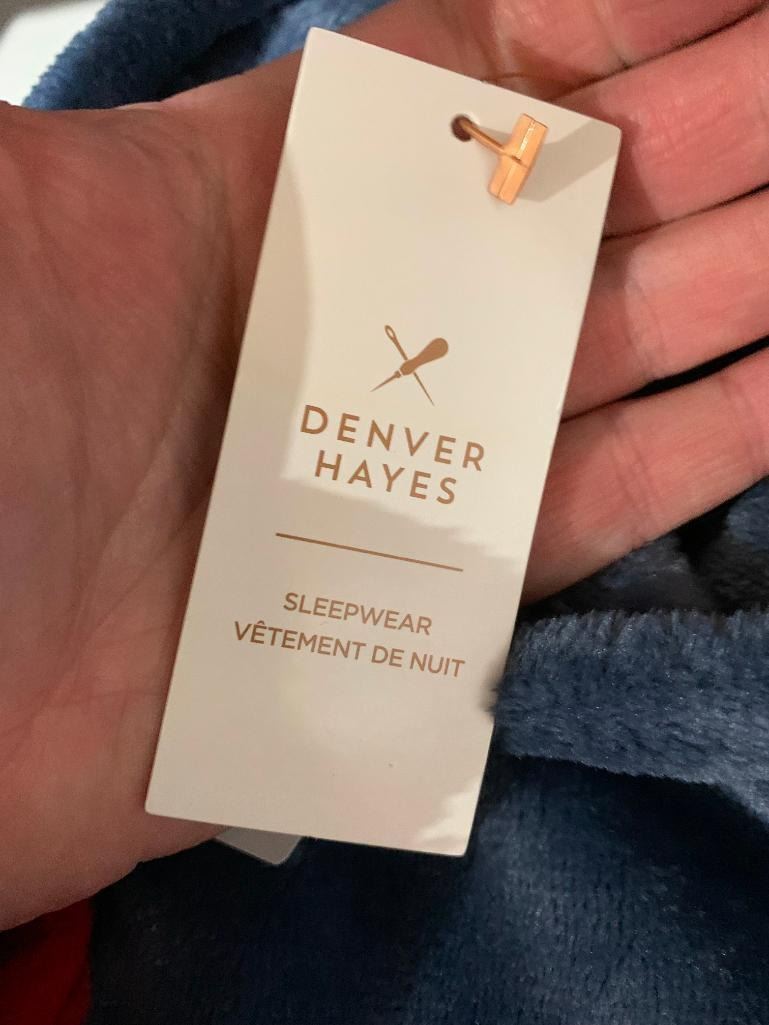 DENVER
HAYES
SLEEPWEAR
VÊTEMENT DE NUIT